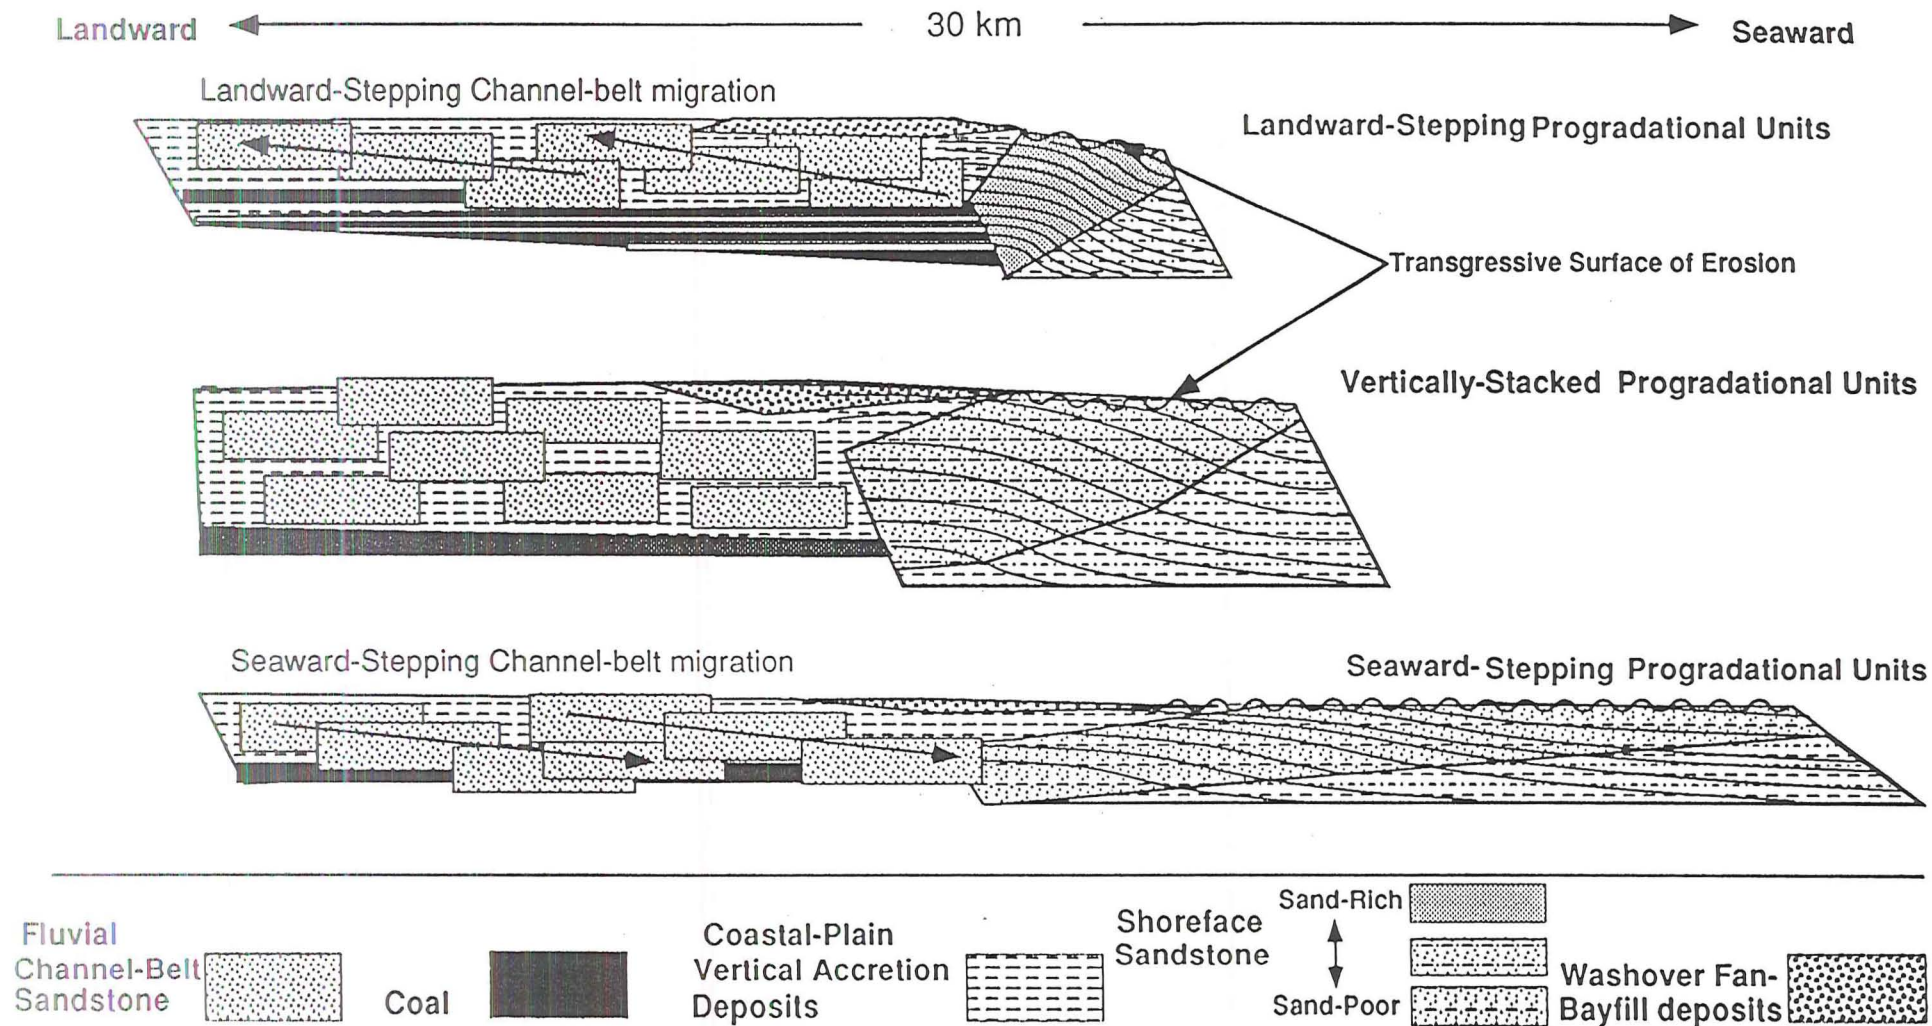 Landward 30 km Seaward
Landward-Stepping Channel-belt migration
Landward-Stepping Progradational Units
Transgressive Surface of Erosion
Vertically-Stacked Progradational Units
Seaward-Stepping Channel-belt migration
Seaward-Stepping Progradational Units
Fluvial
Channel-Belt
Sandstone
Coal
Coastal-Plain
Vertical Accretion
Deposits
Shoreface
Sandstone
Sand-Rich
Sand-Poor
Washover Fan-
Bayfill deposits